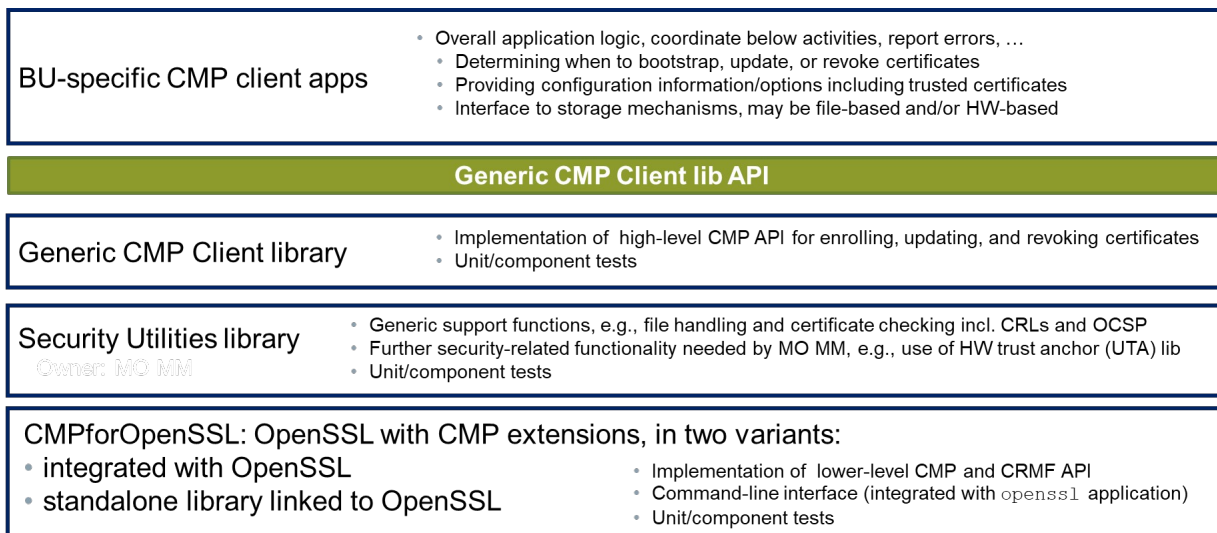 BU-specific CMP client apps
• Overall application logic, coordinate below activities, report errors, …
• Determining when to bootstrap, update, or revoke certificates
• Providing configuration information/options including trusted certificates
• Interface to storage mechanisms, may be file-based and/or HW-based
Generic CMP Client lib API
Generic CMP Client library
• Implementation of high-level CMP API for enrolling, updating, and revoking certificates
• Unit/component tests
Security Utilities library
Owner: MO MM
• Generic support functions, e.g., file handling and certificate checking incl. CRLs and OCSP
• Further security-related functionality needed by MO MM, e.g., use of HW trust anchor (UTA) lib
• Unit/component tests
CMPforOpenSSL: OpenSSL with CMP extensions, in two variants:
• integrated with OpenSSL
• standalone library linked to OpenSSL
• Implementation of lower-level CMP and CRMF API
• Command-line interface (integrated with openssl application)
• Unit/component tests